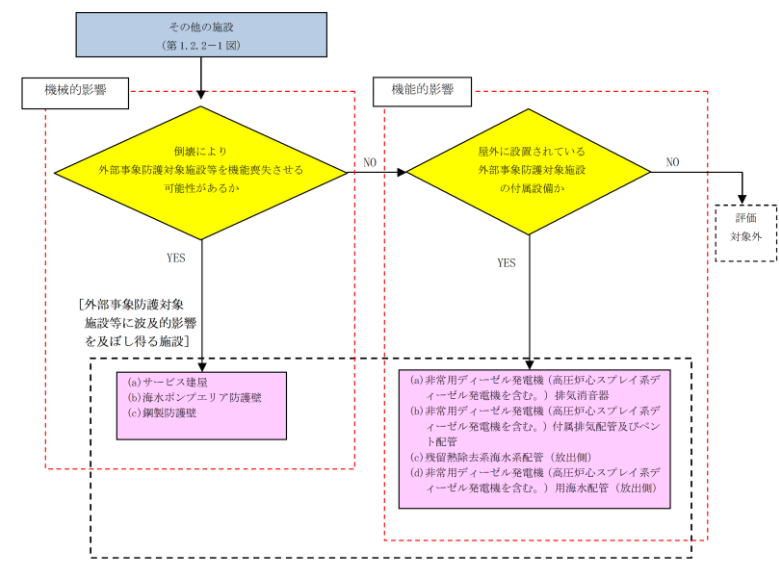 その他の施設
(第1.2.2-1図)
機械的影響
機能的影響
倒壊により
外部事象防護対象施設等を機能喪失させる
可能性があるか
NO
屋外に設置されている
外部事象防護対象施設
の付属設備か
NO
評価
対象外
YES
YES
[外部事象防護対象
施設等に波及的影響
を及ぼし得る施設]
(a)サービス建屋
(b)海水ポンプエリア防護壁
(c)鋼製防護壁
(a)非常用ディーゼル発電機(高圧炉心スプレイ系デ
ィーゼル発電機を含む。)排気消音器
(b)非常用ディーゼル発電機(高圧炉心スプレイ系デ
ィーゼル発電機を含む。)付属排気配管及びベン
ト配管
(c)残留熱除去系海水系配管(放出側)
(d)非常用ディーゼル発電機(高圧炉心スプレイ系デ
ィーゼル発電機を含む。)用海水配管(放出側)